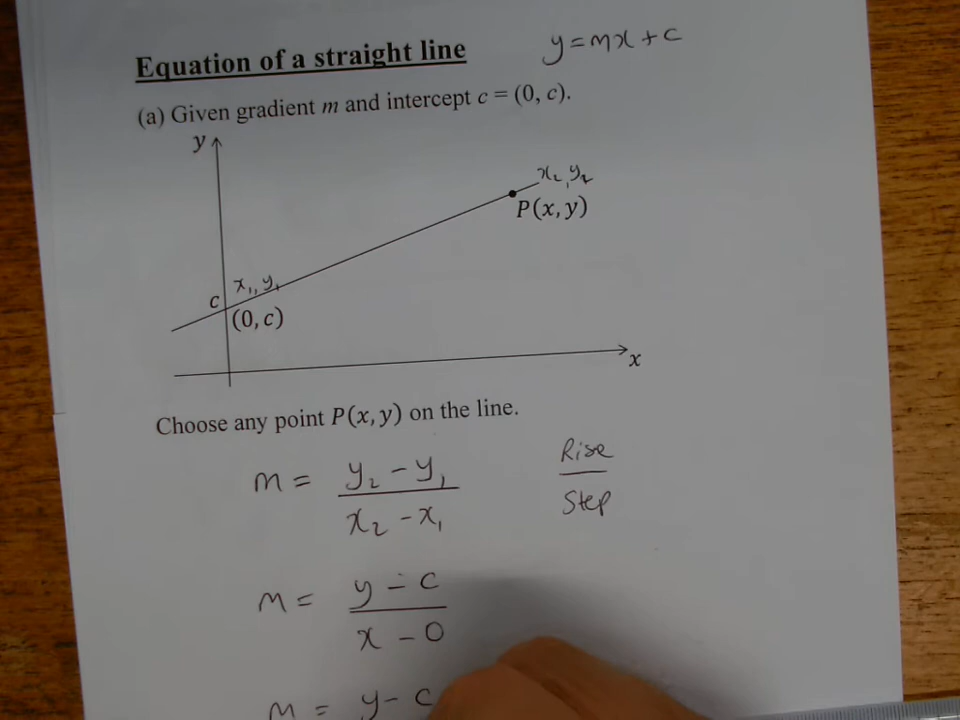 Equation of a straight line y = mx + c
(a) Given gradient m and intercept c = (0, c).
y
x₂, y₂
P(x, y)
x₁, y₁
c
(0, c)
x
Choose any point P(x, y) on the line.
m = y₂ - y₁
x₂ - x₁
Rise
Step
m = y - c
x - 0
m = y - c